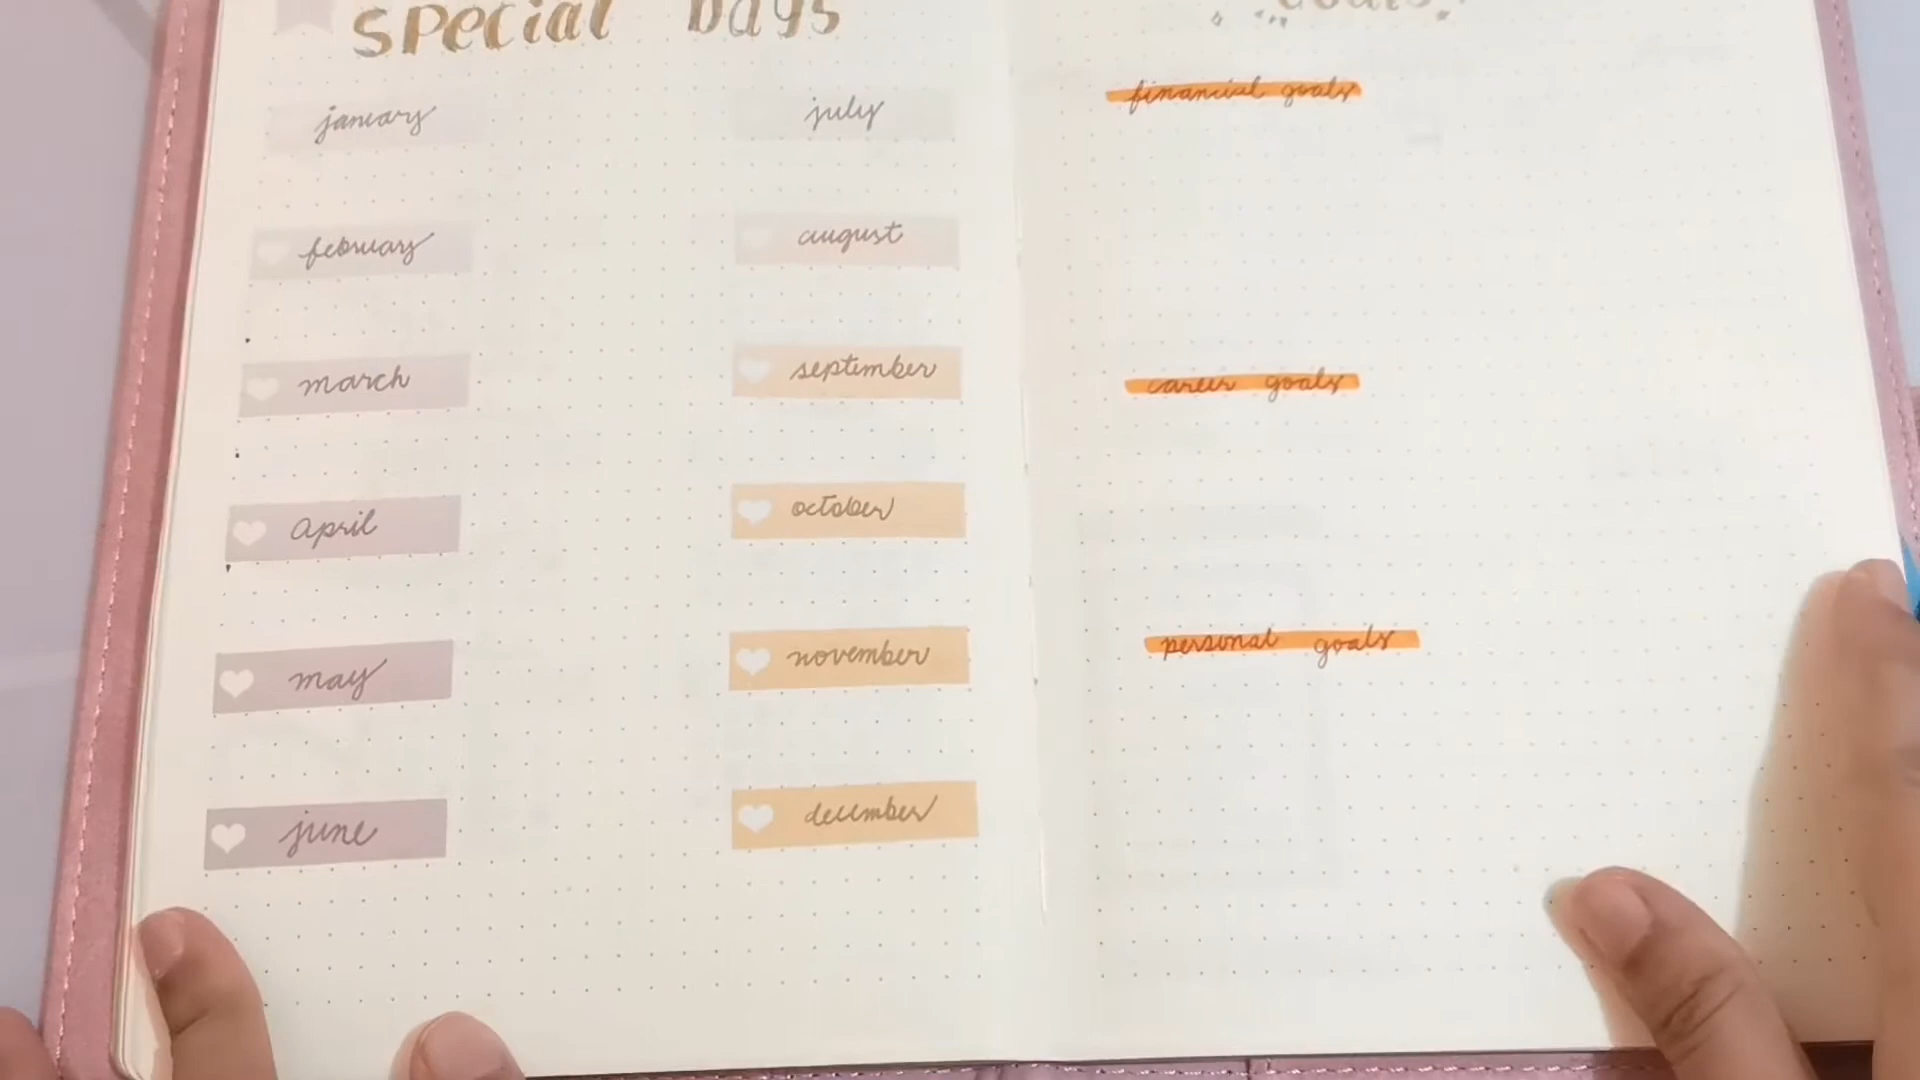 special Days
january
february
march
april
may
june
july
august
september
october
november
december
Goals
financial goals
career goals
personal goals